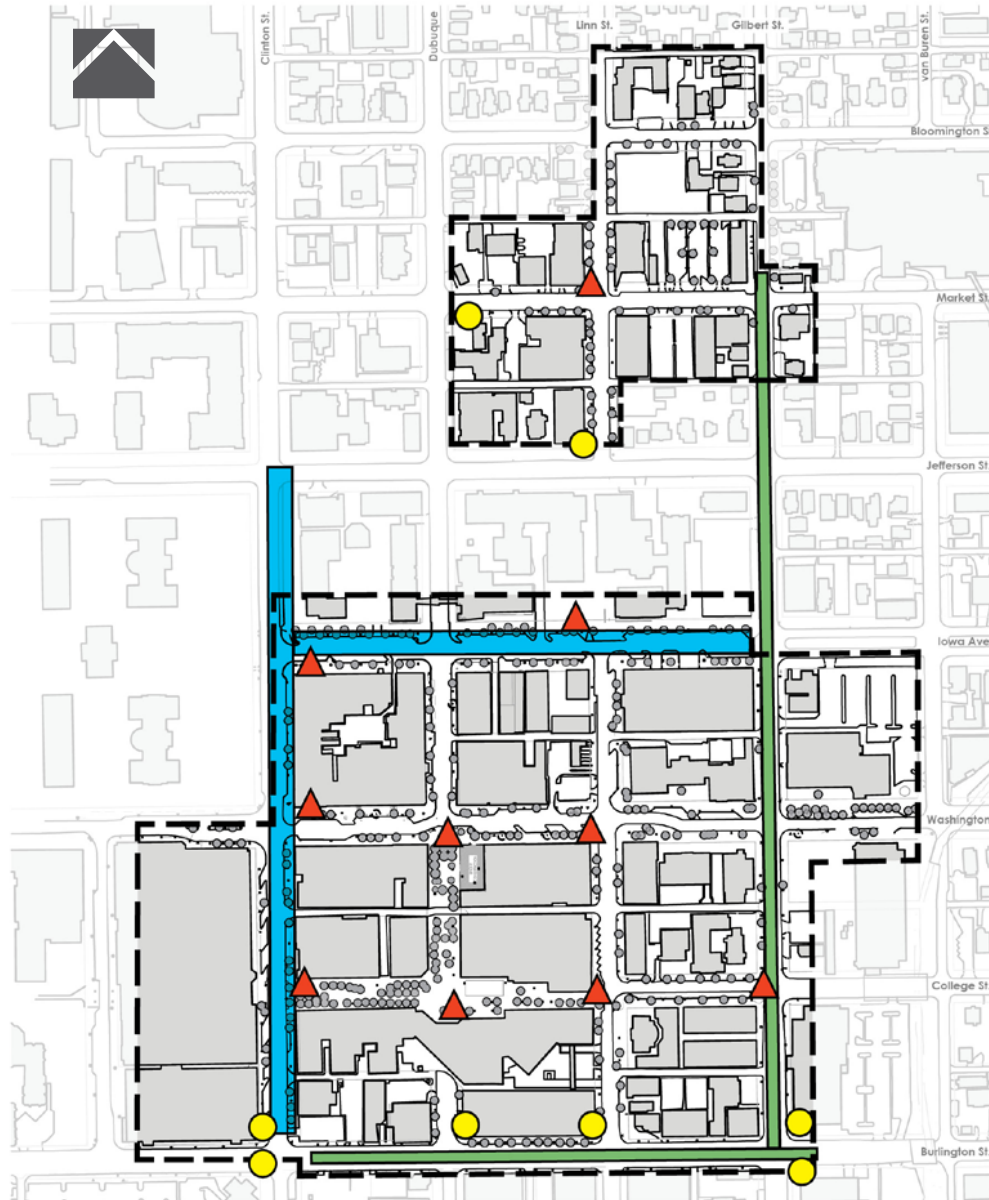 Clinton St.
Dubuque
Linn St.
Gilbert St.
van Buren St.
Bloomington S
Market St.
Jefferson St.
Iowa Ave
Washington
College St
Burlington St.